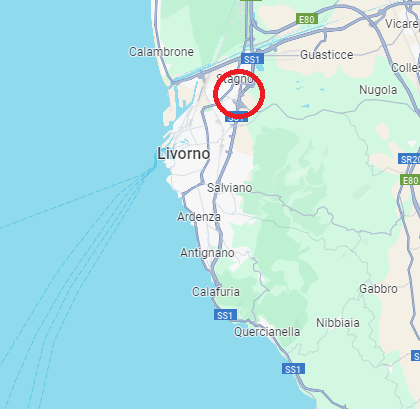 E80
Vicare
Calambrone
SS1
Guasticce
Colle
Stagno
Nugola
SS1
Livorno
SR20
E80
Salviano
Ardenza
Antignano
Gabbro
Calafuria
SS1
Nibbiaia
Quercianella
SS1